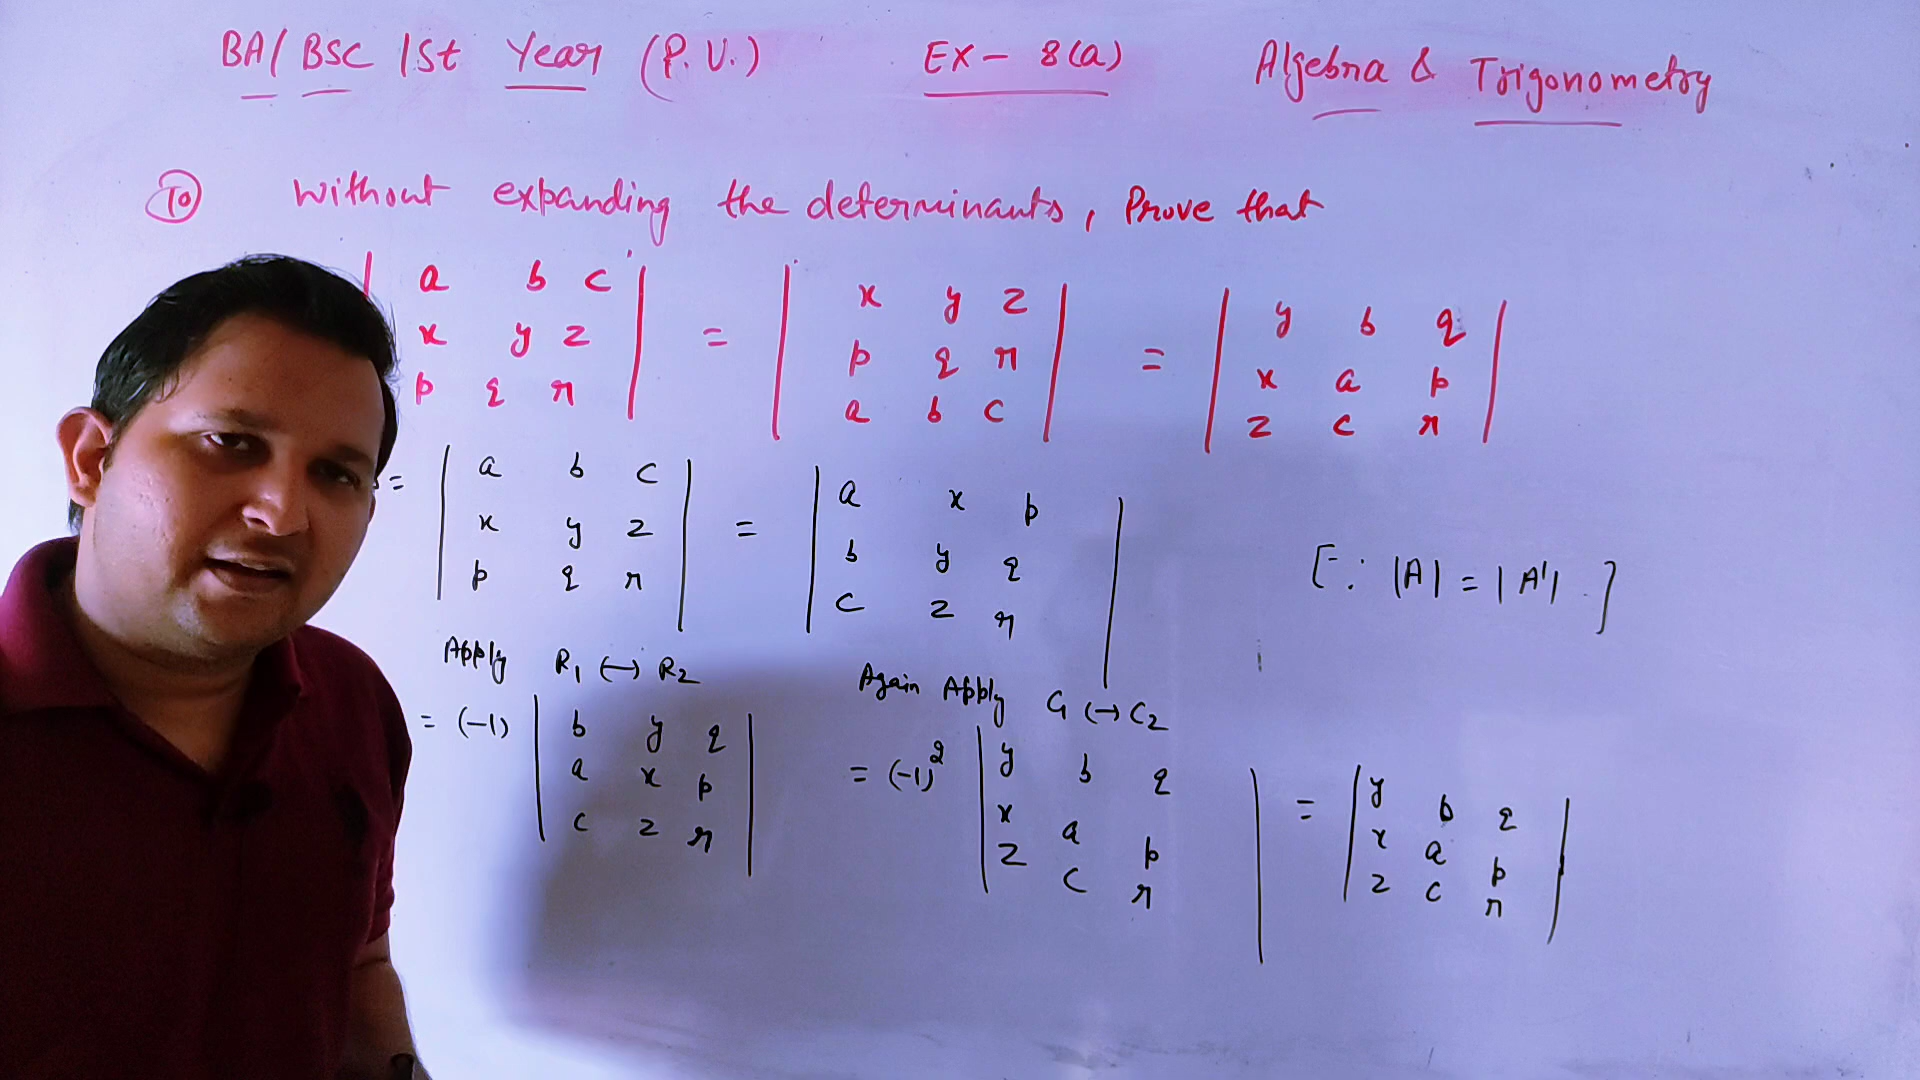 BA/ BSC 1St Year (P.U.) EX - 8(a) Algebra & Trigonometry
10 Without expanding the determinants, Prove that
| a b c | = | x y z | = | y b q |
x y z p q r x a p
p q r a b c z c r
= | a b c | = | a x p |
x y z b y q [∵ |A| = |A'| ]
p q r c z r
Apply R1 ↔ R2 Again Apply C1 ↔ C2
= (-1) | b y q | = (-1)² | y b q | = | y b q |
a x p x a p x a p
c z r z c r z c r